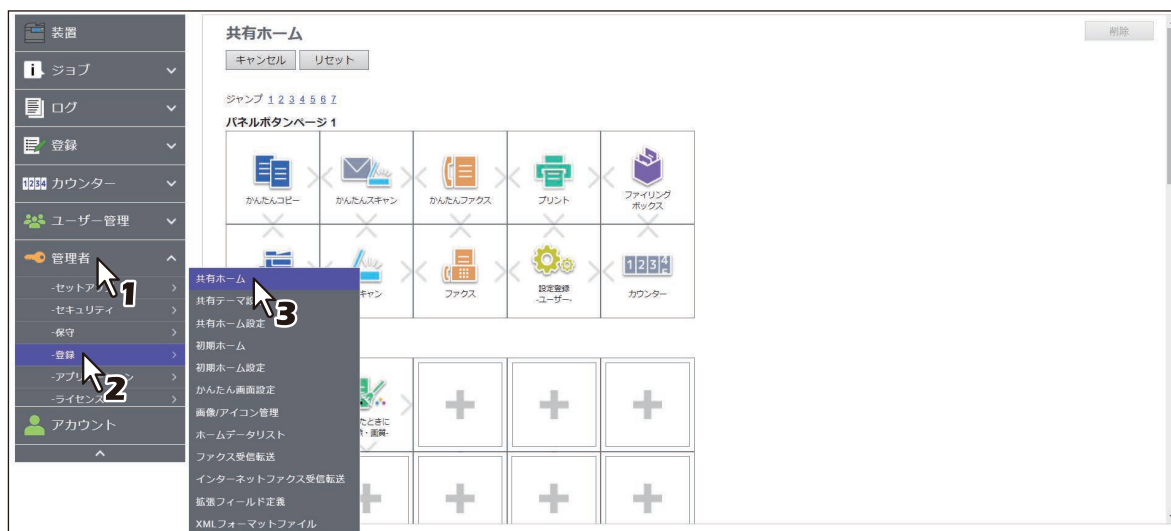 装置
ジョブ
ログ
登録
1234 カウンター
ユーザー管理
管理者
-セットア
-セキュリティ
-保守
-登録
-アプリ
-ライセンス
アカウント
1
2
3
共有ホーム
共有テーマ設
共有ホーム設定
初期ホーム
初期ホーム設定
かんたん画面設定
画像/アイコン管理
ホームデータリスト
ファクス受信転送
インターネットファクス受信転送
拡張フィールド定義
XMLフォーマットファイル
共有ホーム
削除
キャンセル リセット
ジャンプ 1 2 3 4 5 6 7
パネルボタンページ 1
かんたんコピー かんたんスキャン かんたんファクス プリント ファイリング
ボックス
キャン ファクス 設定登録
-ユーザー- カウンター
たときに
・画質-